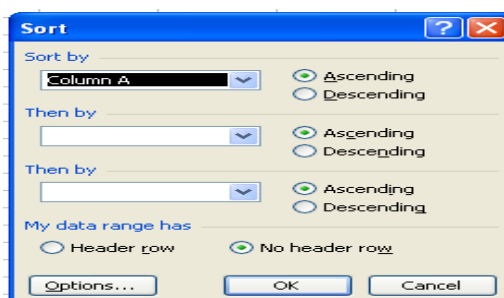 Sort
Sort by
Column A
Ascending
Descending
Then by
Ascending
Descending
Then by
Ascending
Descending
My data range has
Header row
No header row
Options...
OK
Cancel